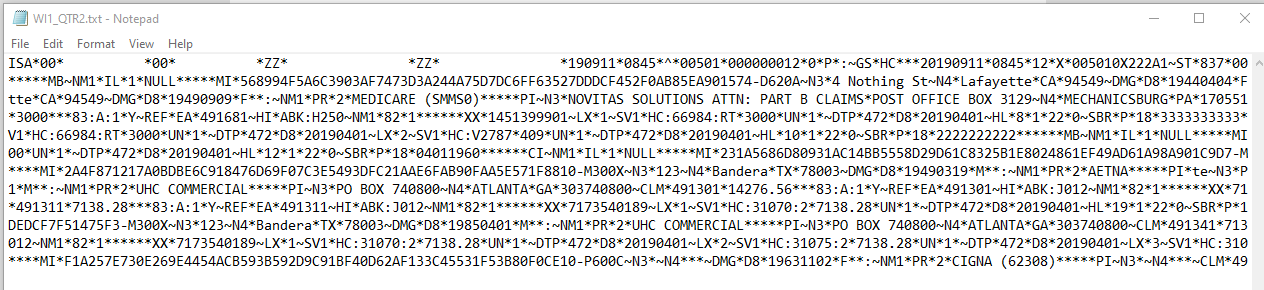 WI1_QTR2.txt - Notepad
File Edit Format View Help
ISA*00* *00* *ZZ* *ZZ* *190911*0845*^*00501*000000012*0*P*:~GS*HC***20190911*0845*12*X*005010X222A1~ST*837*00
*****MB~NM1*IL*1*NULL*****MI*568994F5A6C3903AF7473D3A244A75D7DC6FF63527DDDCF452F0AB85EA901574-D620A~N3*4 Nothing St~N4*Lafayette*CA*94549~DMG*D8*19440404*F
tte*CA*94549~DMG*D8*19490909*F**:~NM1*PR*2*MEDICARE (SMMS0)*****PI~N3*NOVITAS SOLUTIONS ATTN: PART B CLAIMS*POST OFFICE BOX 3129~N4*MECHANICSBURG*PA*170551
*3000***83:A:1*Y~REF*EA*491681~HI*ABK:H250~NM1*82*1******XX*1451399901~LX*1~SV1*HC:66984:RT*3000*UN*1~DTP*472*D8*20190401~HL*8*1*22*0~SBR*P*18*3333333333*
V1*HC:66984:RT*3000*UN*1~DTP*472*D8*20190401~LX*2~SV1*HC:V2787*409*UN*1~DTP*472*D8*20190401~HL*10*1*22*0~SBR*P*18*2222222222******MB~NM1*IL*1*NULL*****MI
00*UN*1*~DTP*472*D8*20190401~HL*12*1*22*0~SBR*P*18*04011960******CI~NM1*IL*1*NULL*****MI*231A5686D80931AC14BB5558D29D61C8325B1E8024861EF49AD61A98A901C9D7-M
****MI*2A4F871217A0BDBE6C918476D69F07C3E5493DFC21AAE6FAB90FAA5E571F8810-M300X~N3*123~N4*Bandera*TX*78003~DMG*D8*19490319*M**:~NM1*PR*2*AETNA*****PI*te~N3*P
1*M**:~NM1*PR*2*UHC COMMERCIAL*****PI~N3*PO BOX 740800~N4*ATLANTA*GA*303740800~CLM*491301*14276.56***83:A:1*Y~REF*EA*491301~HI*ABK:J012~NM1*82*1******XX*71
*491311*7138.28***83:A:1*Y~REF*EA*491311~HI*ABK:J012~NM1*82*1******XX*7173540189~LX*1~SV1*HC:31070:2*7138.28*UN*1*~DTP*472*D8*20190401~HL*19*1*22*0~SBR*P*1
DEDCF7F51475F3-M300X~N3*123~N4*Bandera*TX*78003~DMG*D8*19850401*M**:~NM1*PR*2*UHC COMMERCIAL*****PI~N3*PO BOX 740800~N4*ATLANTA*GA*303740800~CLM*491341*713
012~NM1*82*1******XX*7173540189~LX*1~SV1*HC:31070:2*7138.28*UN*1*~DTP*472*D8*20190401~LX*2~SV1*HC:31075:2*7138.28*UN*1*~DTP*472*D8*20190401~LX*3~SV1*HC:310
****MI*F1A257E730E269E4454ACB593B592D9C91BF40D62AF133C45531F53B80F0CE10-P600C~N3*~N4***~DMG*D8*19631102*F**:~NM1*PR*2*CIGNA (62308)*****PI~N3*~N4***~CLM*49